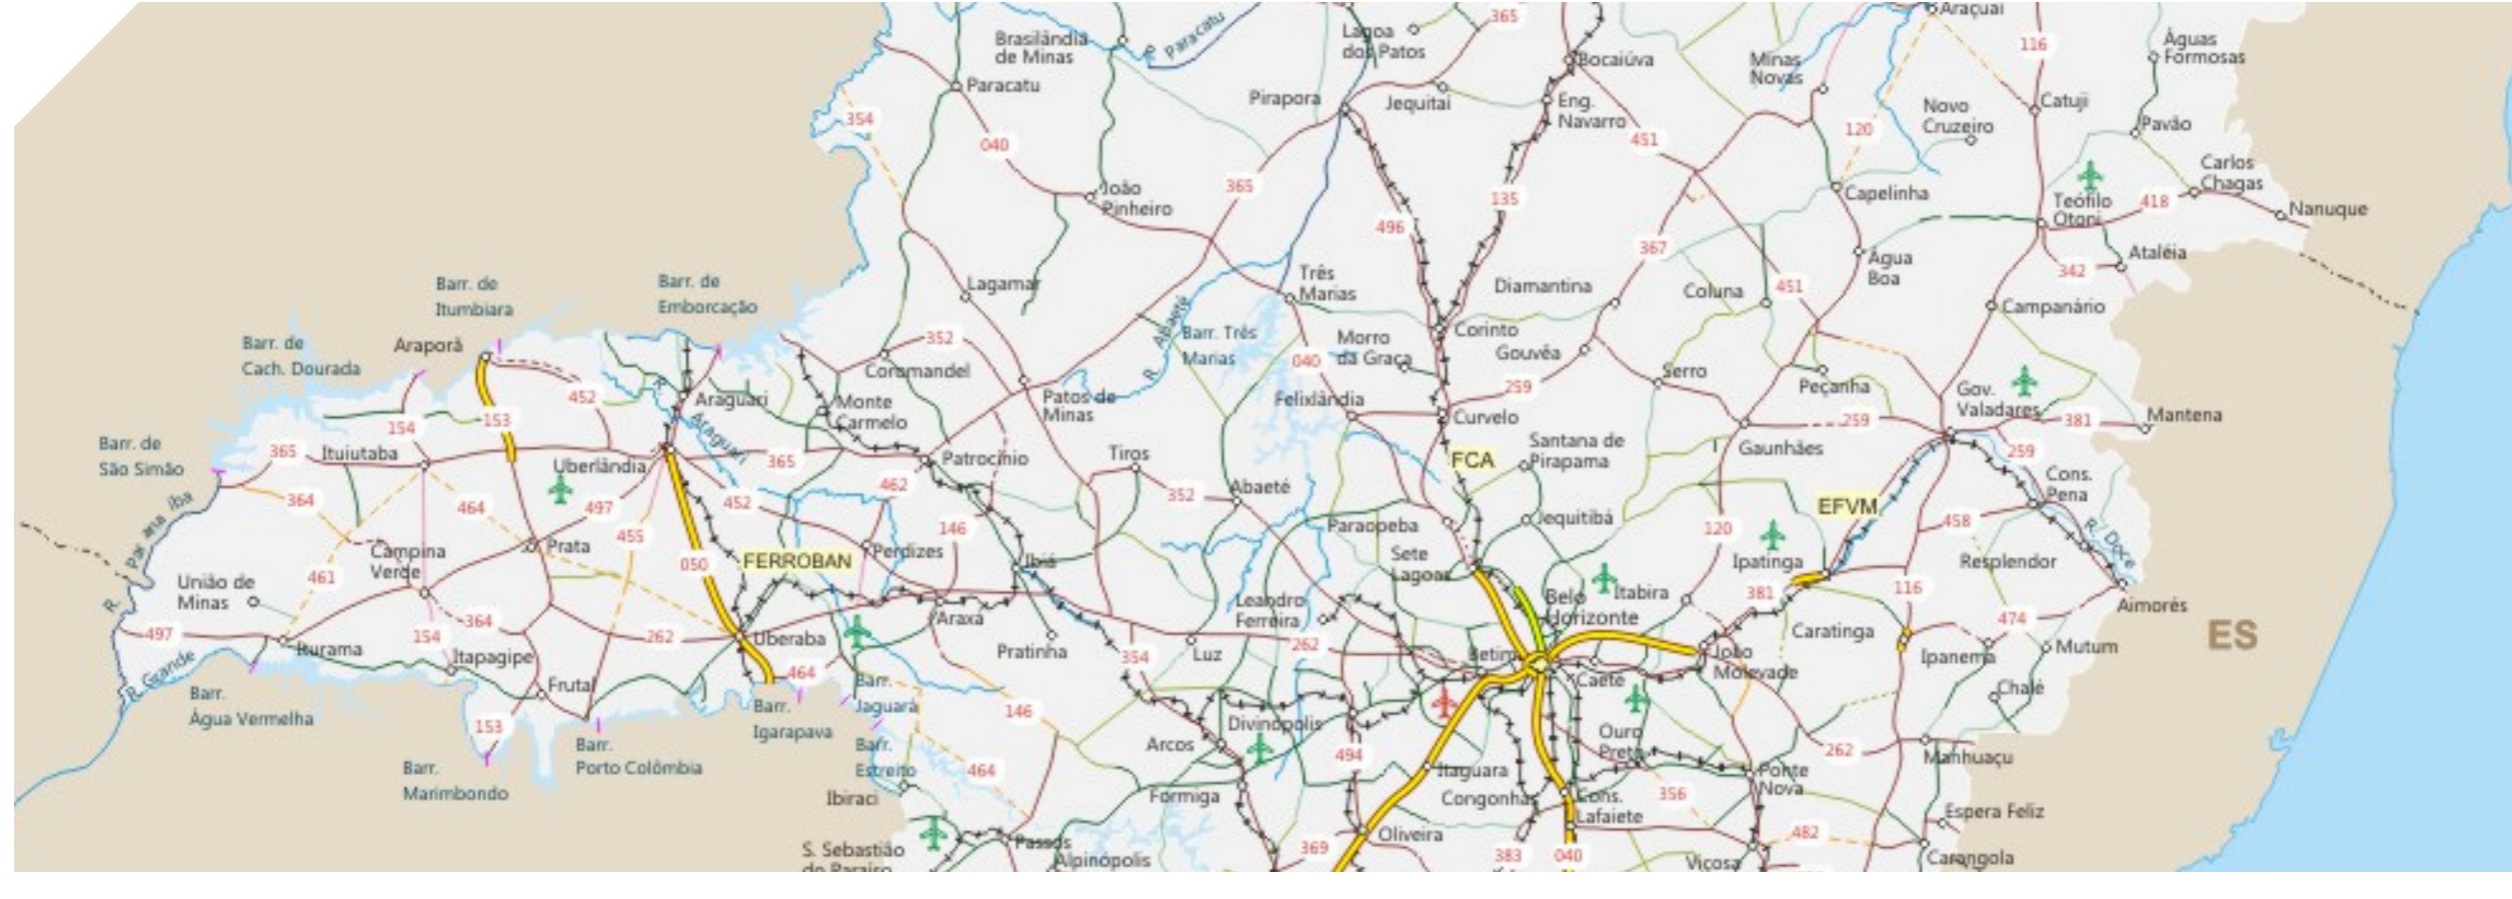 365
Araçuaí
Lagoa
dos Patos
Brasilândia
de Minas
R. Paracatu
Bocaiúva
Minas
Novas
116
Águas
Formosas
Paracatu
Pirapora
Jequitai
Eng.
Navarro
Novo
Cruzeiro
Catuji
354
040
451
120
Pavão
João
Pinheiro
365
135
Capelinha
Carlos
Chagas
Teófilo
Otoni
418
Nanuque
496
367
Água
Boa
Ataléia
342
Barr. de
Itumbiara
Barr. de
Emborcação
Lagamar
Três
Marias
Diamantina
Coluna
451
Campanário
R. Abaeté
Barr. Três
Marias
Corinto
Barr. de
Cach. Dourada
Araporã
352
Coromandel
040
Morro
da Graça
Gouvêa
Serro
Peçanha
452
R. Araguari
Araguari
Monte
Carmelo
Patos de
Minas
Felixlândia
259
Curvelo
Gov.
Valadares
381
Mantena
154
153
259
Gaunhães
Barr. de
São Simão
365
Ituiutaba
Uberlândia
365
Patrocínio
Tiros
FCA
Santana de
Pirapama
259
Cons.
Pena
364
464
497
452
462
352
Abaeté
EFVM
R. Paranaíba
455
146
Paraopeba
Jequitibá
120
458
R. Doce
Campina
Verde
Prata
050
FERROBAN
Perdizes
Ibiá
Sete
Lagoas
Ipatinga
Resplendor
461
União de
Minas
Leandro
Ferreira
Belo
Horizonte
Itabira
381
116
Aimorés
497
364
154
262
Uberaba
Araxá
Pratinha
354
Luz
262
Betim
João
Molevade
Caratinga
474
Ipanema
Mutum
ES
Iturama
Itapagipe
R. Grande
464
Caeté
Frutal
Barr.
Água Vermelha
153
Barr.
Igarapava
Barr.
Jaguará
146
Divinópolis
Chalé
Barr.
Marimbondo
Barr.
Porto Colômbia
Barr.
Estreito
464
Arcos
494
Itaguara
Ouro
Preto
262
Manhuaçu
Ibiraci
Formiga
Congonhas
Cons.
Lafaiete
356
Ponte
Nova
Espera Feliz
S. Sebastião
do Paraíso
Passos
Alpinópolis
369
Oliveira
383
040
Viçosa
482
Carangola